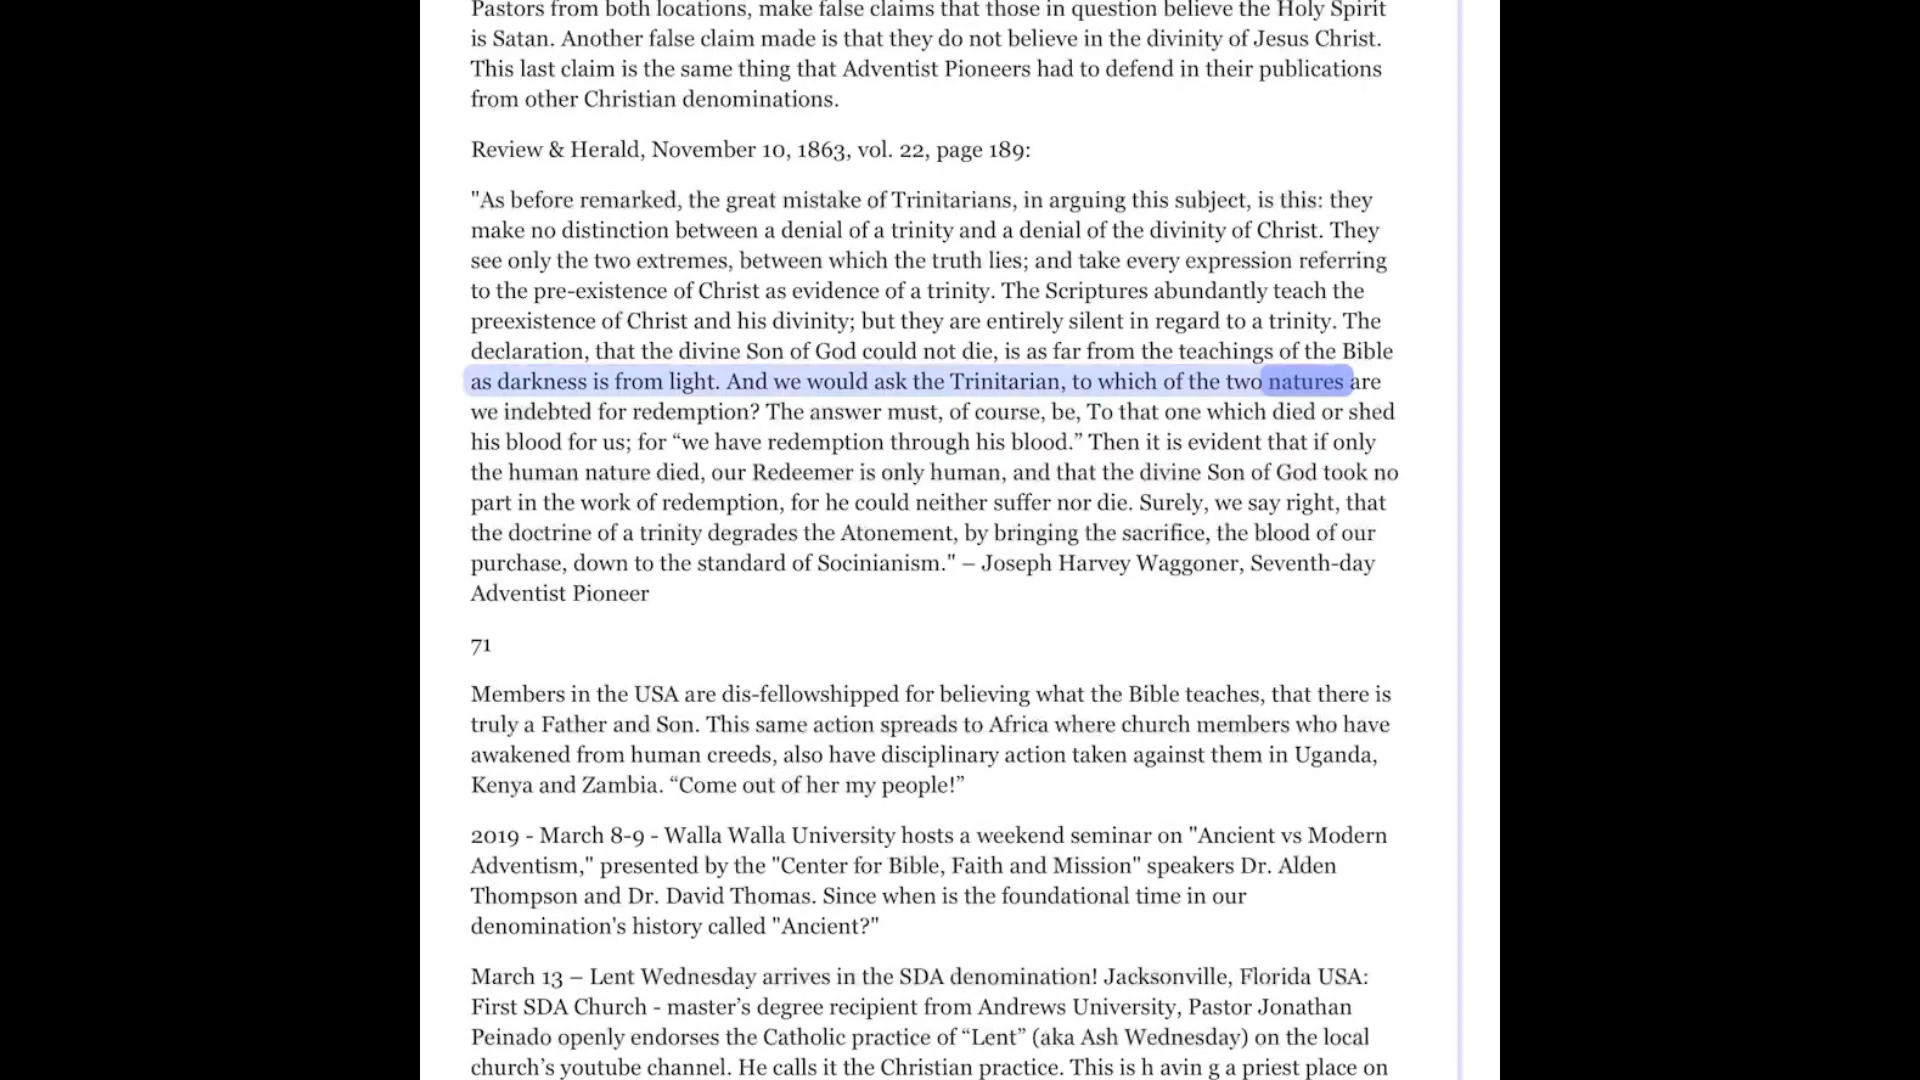 Pastors from both locations, make false claims that those in question believe the Holy Spirit
is Satan. Another false claim made is that they do not believe in the divinity of Jesus Christ.
This last claim is the same thing that Adventist Pioneers had to defend in their publications
from other Christian denominations.
Review & Herald, November 10, 1863, vol. 22, page 189:
"As before remarked, the great mistake of Trinitarians, in arguing this subject, is this: they
make no distinction between a denial of a trinity and a denial of the divinity of Christ. They
see only the two extremes, between which the truth lies; and take every expression referring
to the pre-existence of Christ as evidence of a trinity. The Scriptures abundantly teach the
preexistence of Christ and his divinity; but they are entirely silent in regard to a trinity. The
declaration, that the divine Son of God could not die, is as far from the teachings of the Bible
as darkness is from light. And we would ask the Trinitarian, to which of the two natures are
we indebted for redemption? The answer must, of course, be, To that one which died or shed
his blood for us; for “we have redemption through his blood.” Then it is evident that if only
the human nature died, our Redeemer is only human, and that the divine Son of God took no
part in the work of redemption, for he could neither suffer nor die. Surely, we say right, that
the doctrine of a trinity degrades the Atonement, by bringing the sacrifice, the blood of our
purchase, down to the standard of Socinianism." – Joseph Harvey Waggoner, Seventh-day
Adventist Pioneer
71
Members in the USA are dis-fellowshipped for believing what the Bible teaches, that there is
truly a Father and Son. This same action spreads to Africa where church members who have
awakened from human creeds, also have disciplinary action taken against them in Uganda,
Kenya and Zambia. “Come out of her my people!”
2019 - March 8-9 - Walla Walla University hosts a weekend seminar on "Ancient vs Modern
Adventism," presented by the "Center for Bible, Faith and Mission" speakers Dr. Alden
Thompson and Dr. David Thomas. Since when is the foundational time in our
denomination's history called "Ancient?"
March 13 – Lent Wednesday arrives in the SDA denomination! Jacksonville, Florida USA:
First SDA Church - master’s degree recipient from Andrews University, Pastor Jonathan
Peinado openly endorses the Catholic practice of “Lent” (aka Ash Wednesday) on the local
church’s youtube channel. He calls it the Christian practice. This is h avin g a priest place on